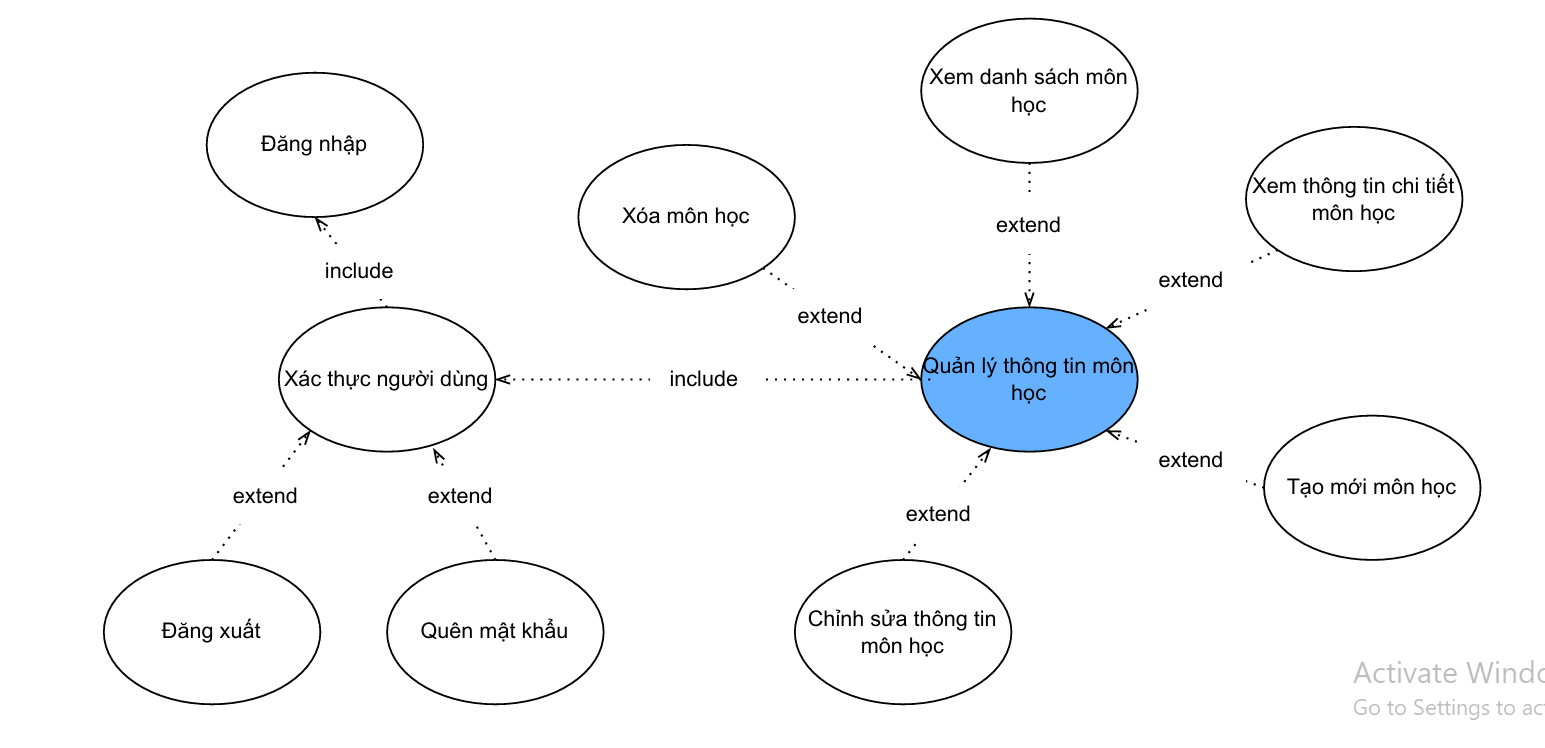 Xem danh sách môn
học
Đăng nhập
Xem thông tin chi tiết
môn học
Xóa môn học
extend
include
extend
extend
Quản lý thông tin môn
học
Xác thực người dùng
include
extend
Tạo mới môn học
extend
extend
extend
Đăng xuất
Quên mật khẩu
Chỉnh sửa thông tin
môn học
Activate Windo
Go to Settings to act